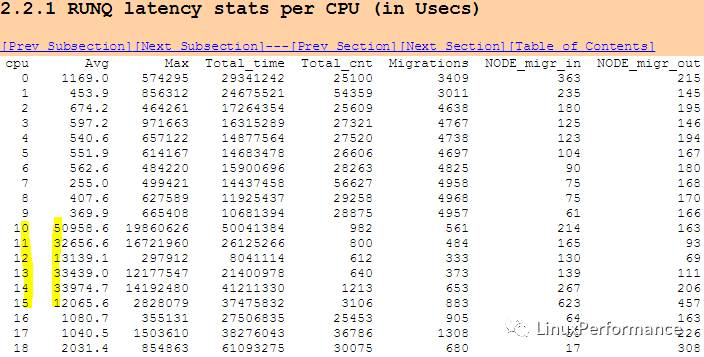 2.2.1 RUNQ latency stats per CPU (in Usecs)
[Prev Subsection][Next Subsection]---[Prev Section][Next Section][Table of Contents]
cpu Avg Max Total_time Total_cnt Migrations NODE_migr_in NODE_migr_out
0 1169.0 574295 29341242 25100 3409 363 215
1 453.9 856312 24675521 54359 3011 235 145
2 674.2 464261 17264354 25609 4638 180 195
3 597.2 971663 16315289 27321 4767 125 146
4 540.6 657122 14877564 27520 4738 123 194
5 551.9 614167 14683478 26606 4697 104 167
6 562.6 484220 15900696 28263 4825 90 180
7 255.0 499421 14437458 56627 4958 75 168
8 407.6 627589 11925437 29258 4968 75 170
9 369.9 665408 10681394 28875 4957 61 166
10 50958.6 19860626 50041384 982 561 214 163
11 32656.6 16721960 26125266 800 484 165 93
12 13139.1 297912 8041114 612 333 130 69
13 33439.0 12177547 21400978 640 373 139 111
14 33974.7 14192480 41211330 1213 653 267 206
15 12065.6 2828079 37475832 3106 883 623 457
16 1080.7 355131 27506835 25453 905 64 163
17 1040.5 1503610 38276043 36786 1308 226
18 2031.4 854863 61093275 30075 680 17 308
LinuxPerformance